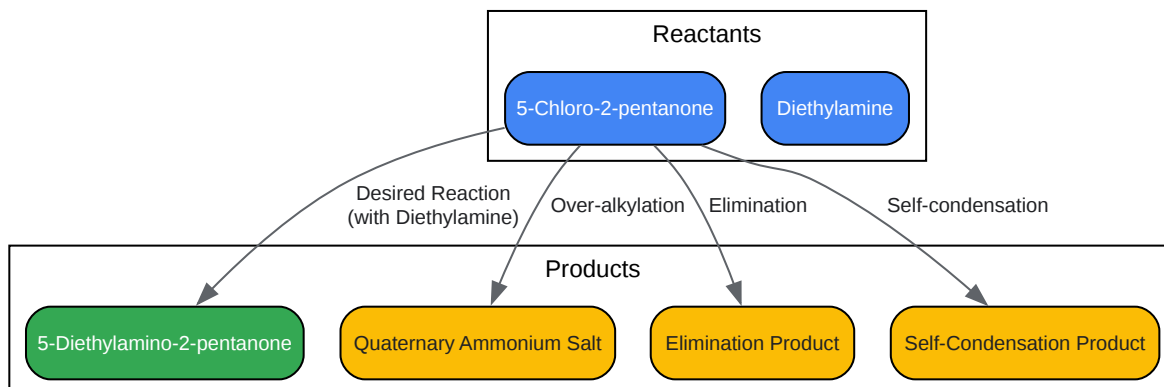 Reactants
5-Chloro-2-pentanone
Diethylamine
Desired Reaction
(with Diethylamine)
Over-alkylation
Elimination
Self-condensation
Products
5-Diethylamino-2-pentanone
Quaternary Ammonium Salt
Elimination Product
Self-Condensation Product